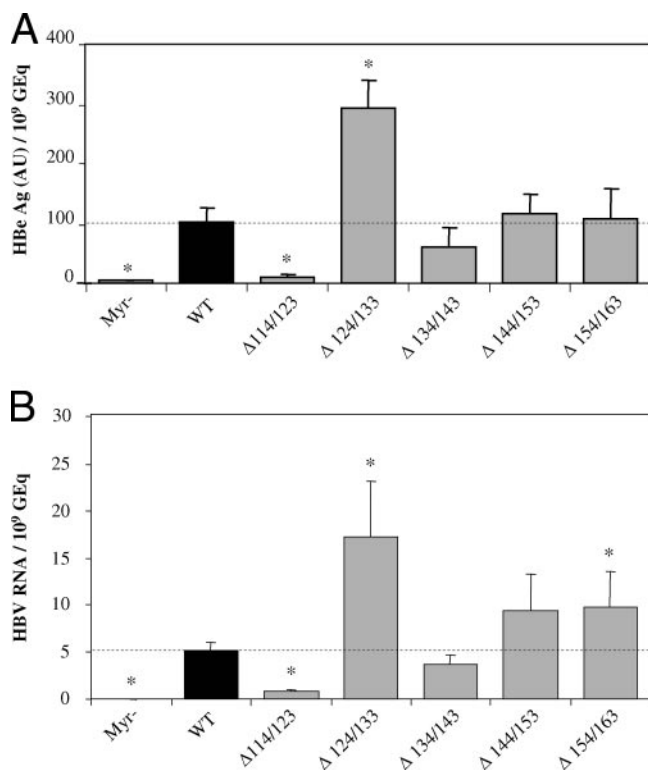 A
HBe Ag (AU) / 10⁹ GEq
400
300
200
100
0
*
*
*
Myr-
WT
Δ114/123
Δ 124/133
Δ 134/143
Δ 144/153
Δ 154/163
B
HBV RNA / 10⁹ GEq
30
25
20
15
10
5
0
*
*
*
*
Myr-
WT
Δ114/123
Δ 124/133
Δ 134/143
Δ 144/153
Δ 154/163